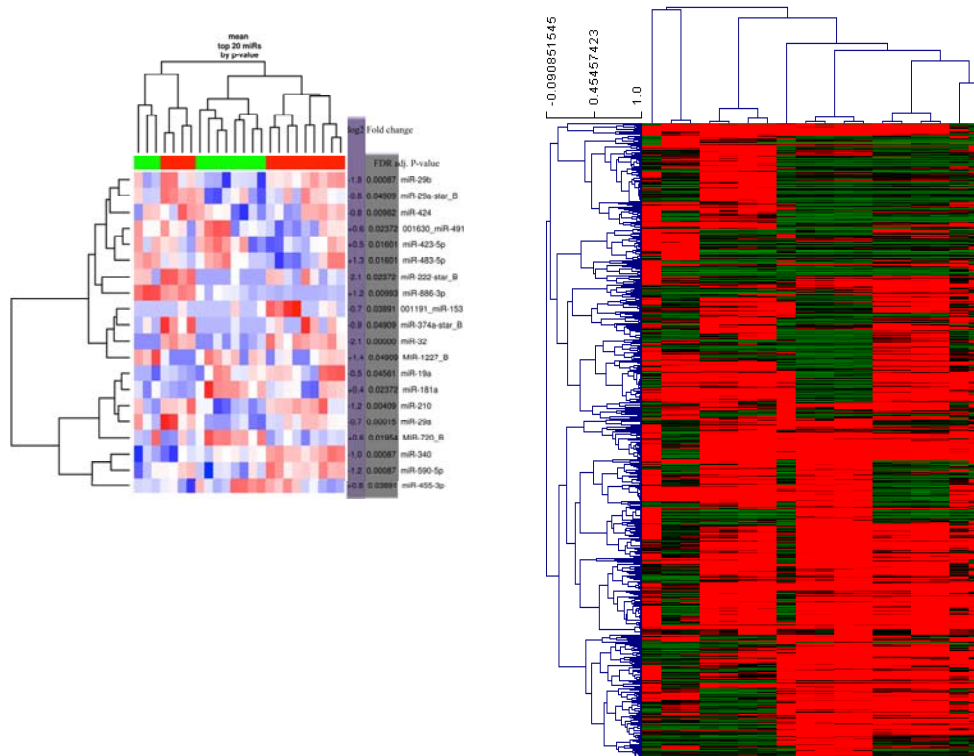 mean
top 20 miRs
by p-value
log2 Fold change
FDR adj. P-value
-1.8 0.00087 miR-29b
-0.8 0.04909 miR-29a-star_B
-0.8 0.00982 miR-424
+0.6 0.02372 001630_miR-491
+0.5 0.01601 miR-423-5p
+1.3 0.01601 miR-483-5p
-2.1 0.02372 miR-222-star_B
+1.2 0.00993 miR-886-3p
-0.7 0.03891 001191_miR-153
-0.9 0.04909 miR-374a-star_B
-2.1 0.00000 miR-32
+1.4 0.04909 MIR-1227_B
-0.5 0.04561 miR-19a
+0.4 0.02372 miR-181a
-1.2 0.00409 miR-210
-0.7 0.00015 miR-29a
+0.6 0.01954 MIR-720_B
-1.0 0.00087 miR-340
-1.2 0.00087 miR-590-5p
+0.8 0.03891 miR-455-3p
-0.090851545
0.45457423
1.0